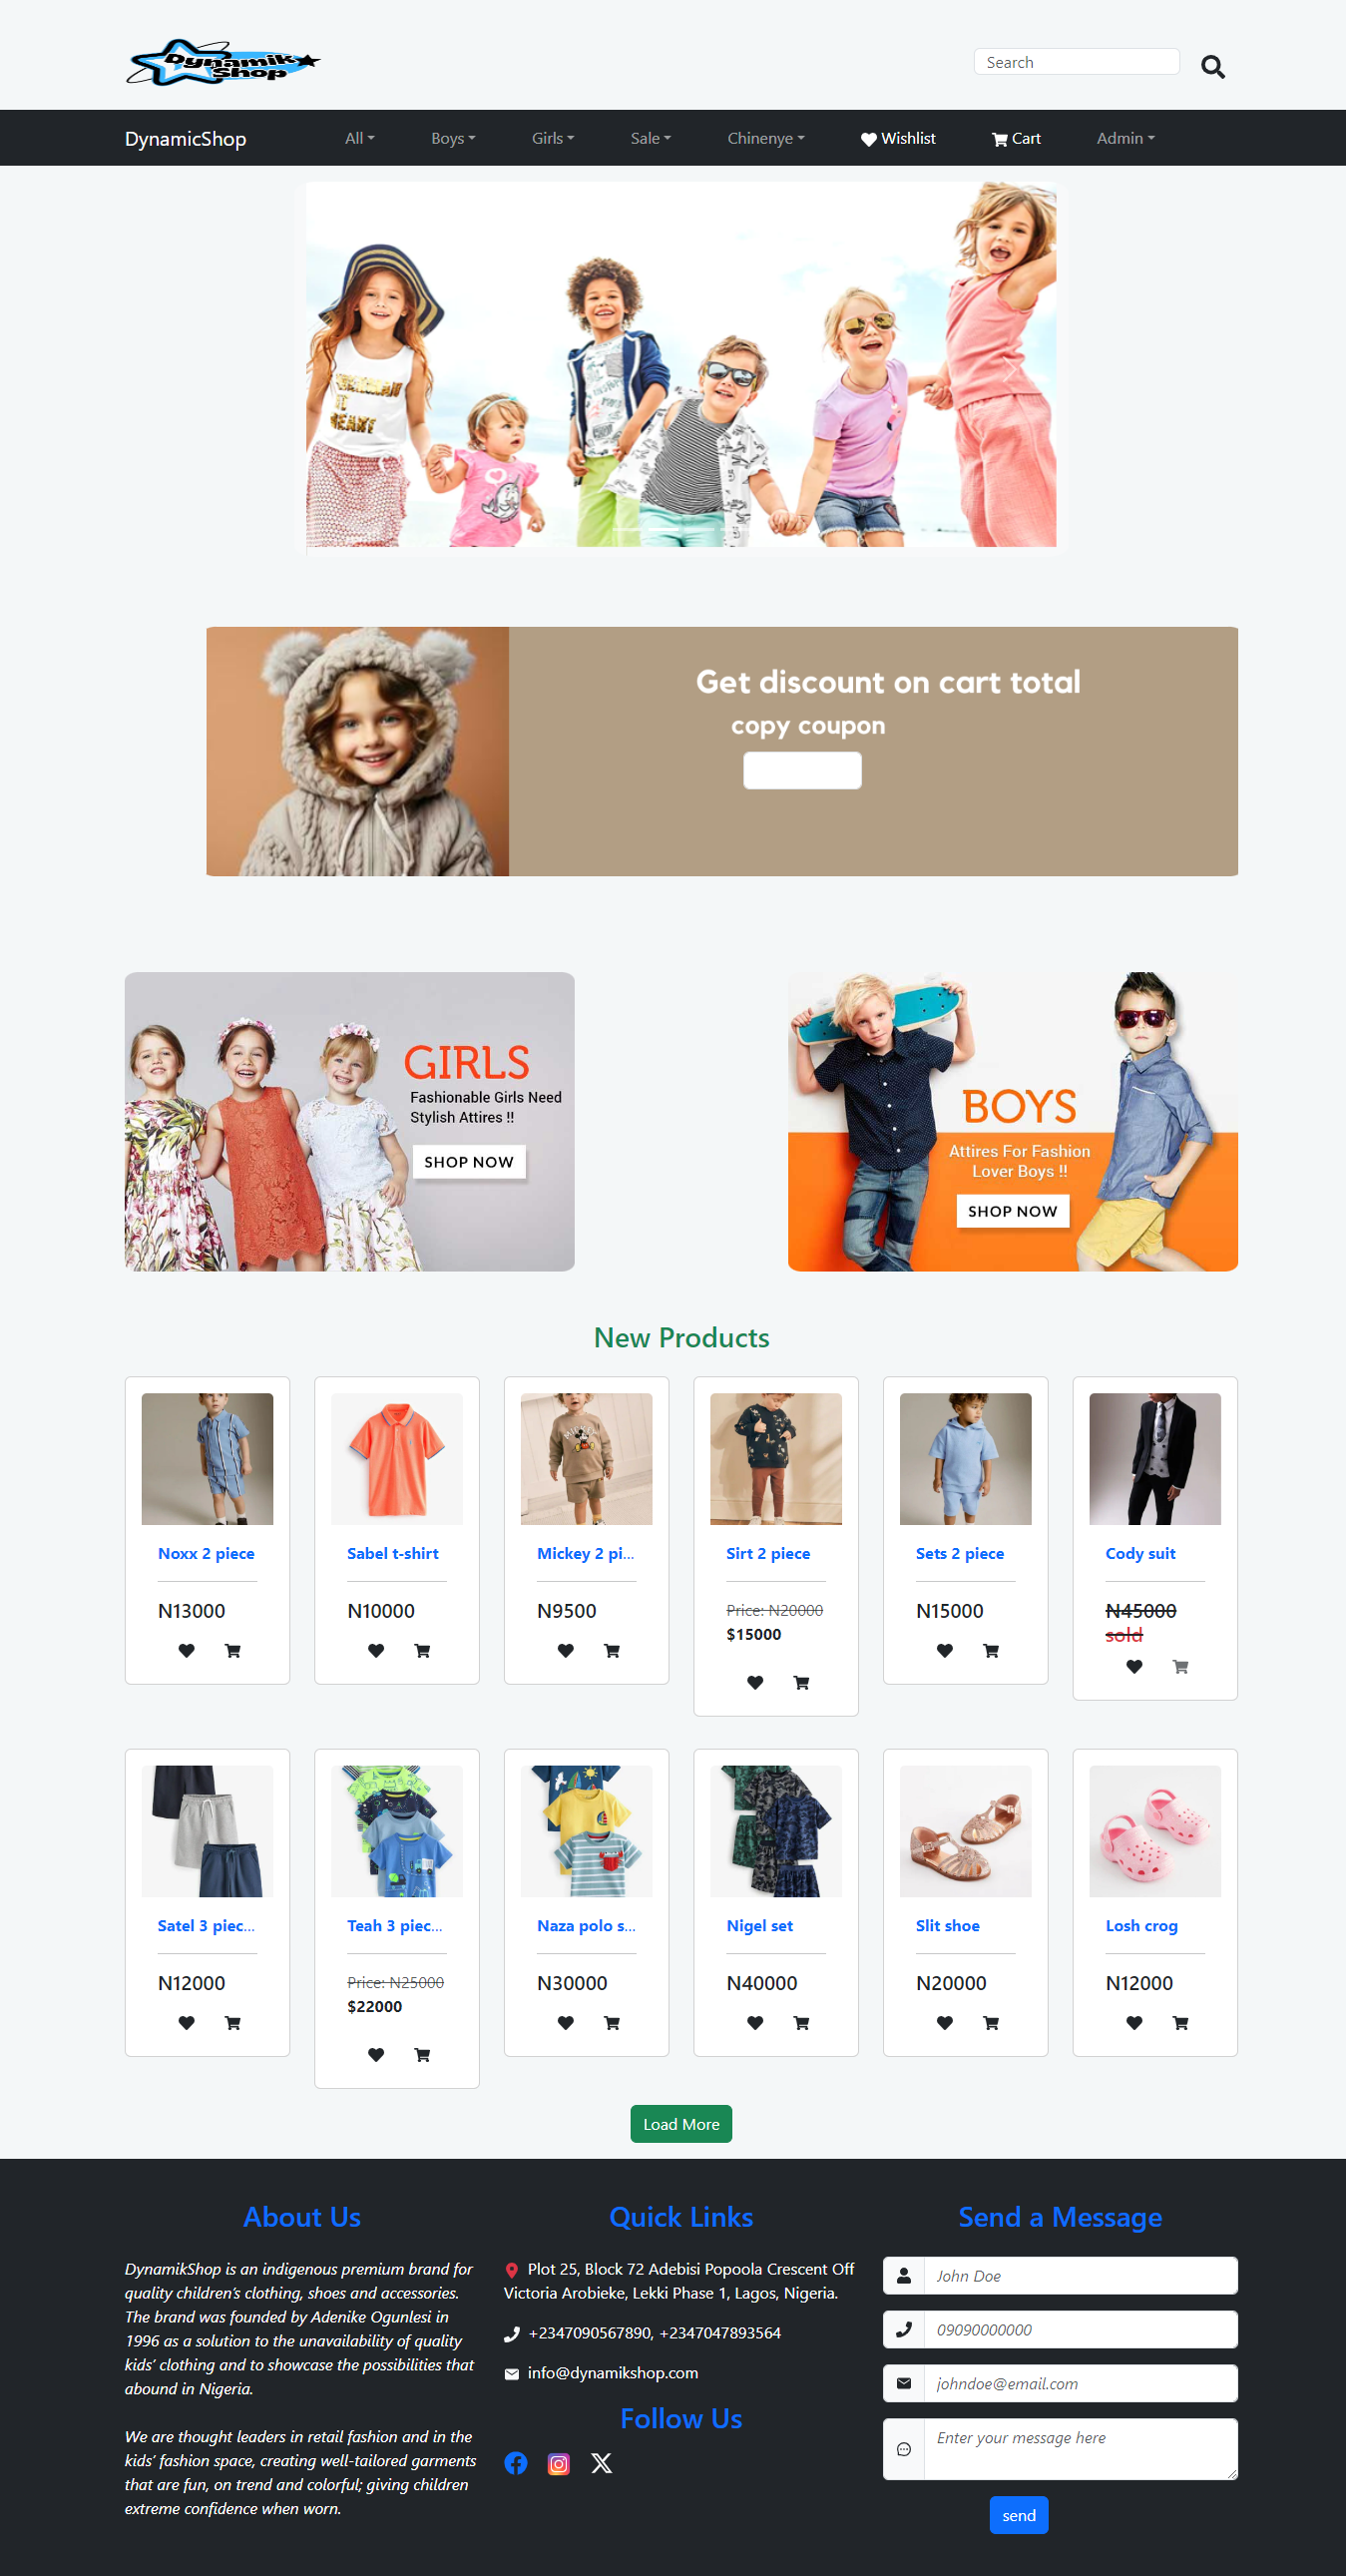 Dynamik
Shop
Search
DynamicShop
All
Boys
Girls
Sale
Chinenye
Wishlist
Cart
Admin
HEART
Get discount on cart total
copy coupon
GIRLS
Fashionable Girls Need
Stylish Attires !!
SHOP NOW
BOYS
Attires For Fashion
Lover Boys !!
SHOP NOW
New Products
Noxx 2 piece
N13000
Sabel t-shirt
N10000
Mickey 2 pi...
N9500
Sirt 2 piece
Price: N20000
$15000
Sets 2 piece
N15000
Cody suit
N45000
sold
Satel 3 piec...
N12000
Teah 3 piec...
Price: N25000
$22000
Naza polo s...
N30000
Nigel set
N40000
Slit shoe
N20000
Losh crog
N12000
Load More
About Us
DynamikShop is an indigenous premium brand for
quality children's clothing, shoes and accessories.
The brand was founded by Adenike Ogunlesi in
1996 as a solution to the unavailability of quality
kids' clothing and to showcase the possibilities that
abound in Nigeria.
We are thought leaders in retail fashion and in the
kids' fashion space, creating well-tailored garments
that are fun, on trend and colorful; giving children
extreme confidence when worn.
Quick Links
Plot 25, Block 72 Adebisi Popoola Crescent Off
Victoria Arobieke, Lekki Phase 1, Lagos, Nigeria.
+2347090567890, +2347047893564
info@dynamikshop.com
Follow Us
Send a Message
John Doe
09090000000
johndoe@email.com
Enter your message here
send